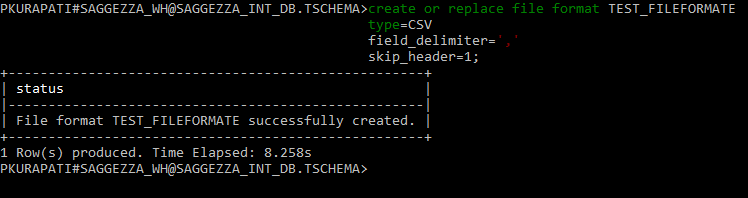 PKURAPATI#SAGGEZZA_WH@SAGGEZZA_INT_DB.TSCHEMA>create or replace file format TEST_FILEFORMATE
type=CSV
field_delimiter=','
skip_header=1;
+----------------------------------------------------+
| status                                             |
|----------------------------------------------------|
| File format TEST_FILEFORMATE successfully created. |
+----------------------------------------------------+
1 Row(s) produced. Time Elapsed: 8.258s
PKURAPATI#SAGGEZZA_WH@SAGGEZZA_INT_DB.TSCHEMA>